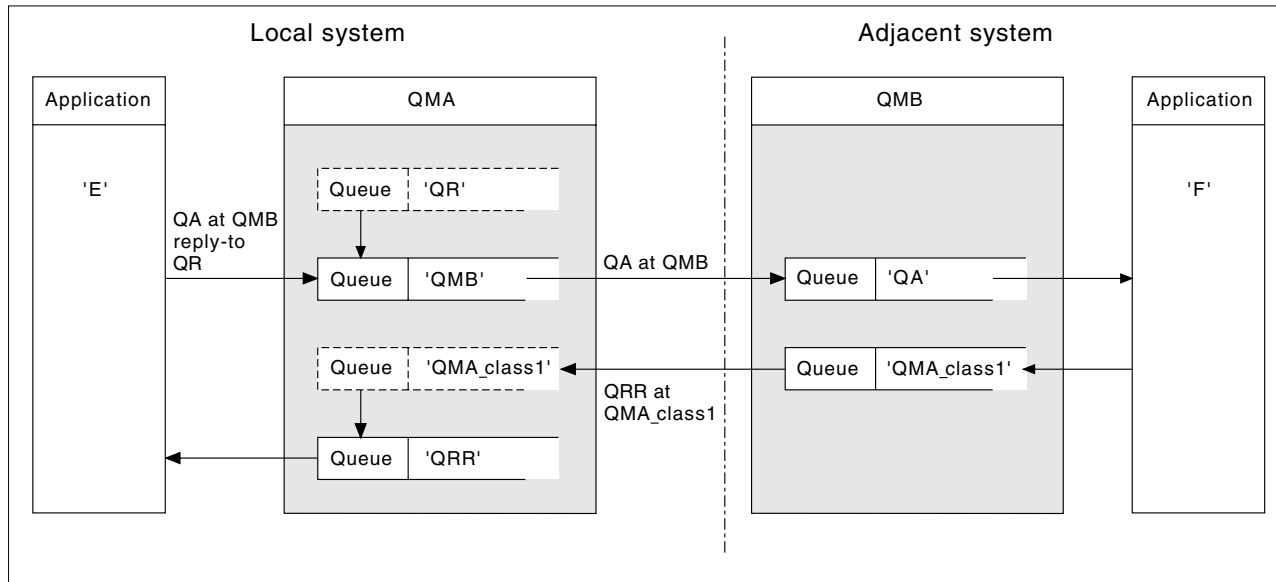 Local system
Adjacent system
Application
QMA
QMB
Application
'E'
'F'
Queue 'QR'
QA at QMB
reply-to
QR
Queue 'QMB'
QA at QMB
Queue 'QA'
Queue 'QMA_class1'
Queue 'QMA_class1'
QRR at
QMA_class1
Queue 'QRR'